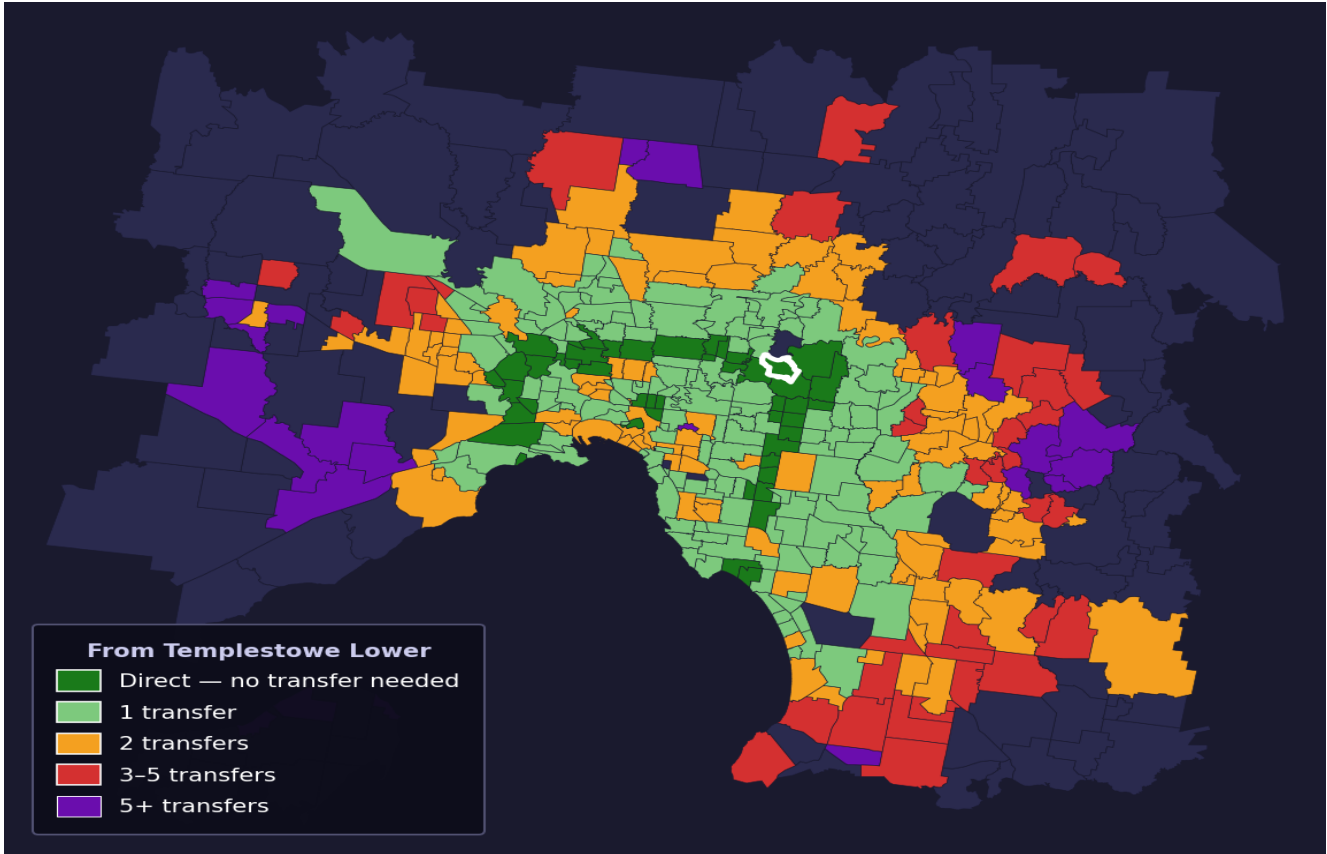 From Templestowe Lower
Direct — no transfer needed
1 transfer
2 transfers
3–5 transfers
5+ transfers